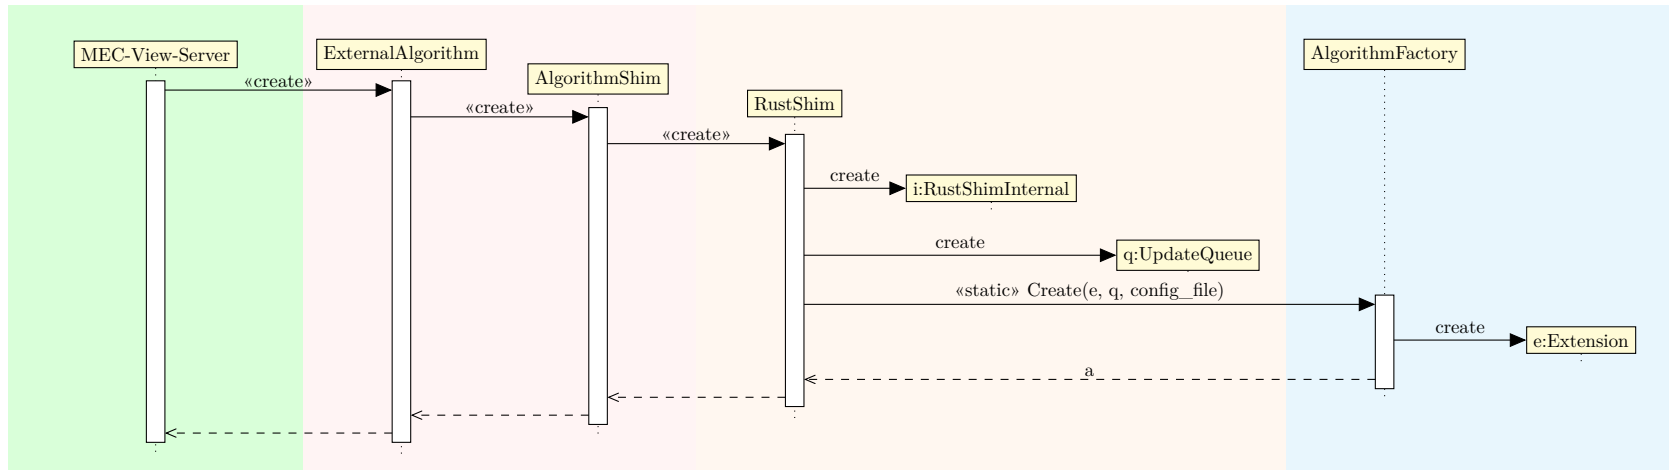 MEC-View-Server
ExternalAlgorithm
AlgorithmFactory
AlgorithmShim
«create»
RustShim
«create»
«create»
create
i:RustShimInternal
create
q:UpdateQueue
«static» Create(e, q, config_file)
create
e:Extension
a